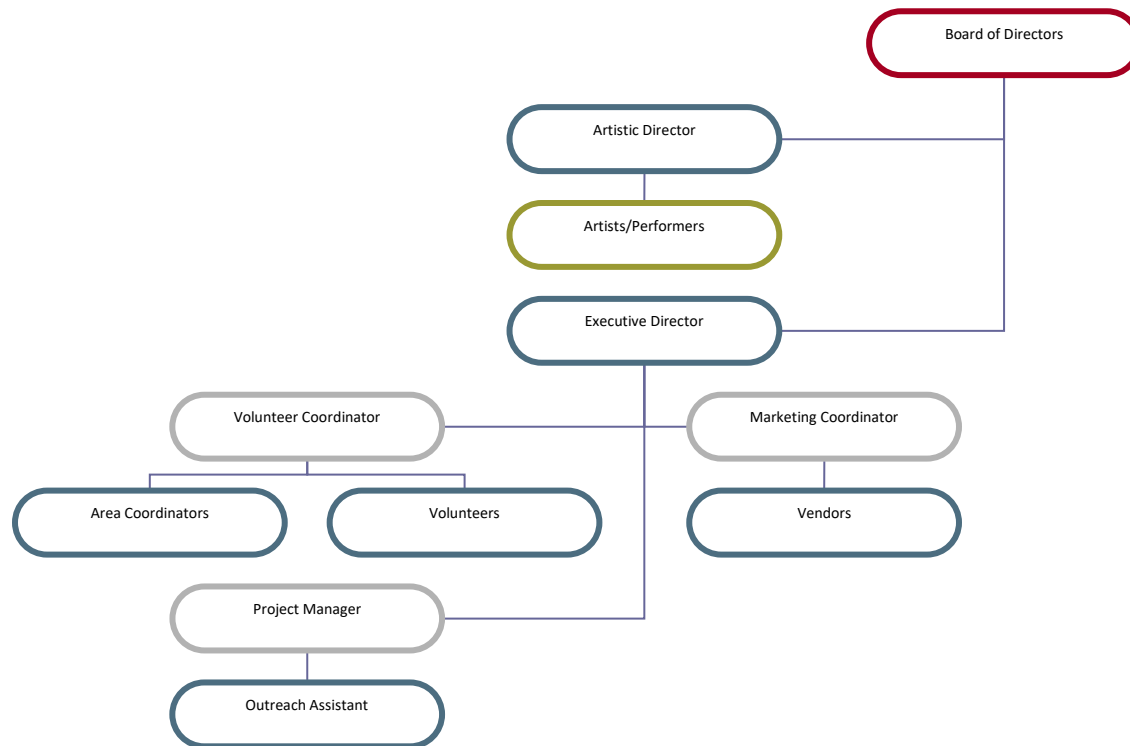 Board of Directors
Artistic Director
Artists/Performers
Executive Director
Volunteer Coordinator
Marketing Coordinator
Area Coordinators
Volunteers
Vendors
Project Manager
Outreach Assistant